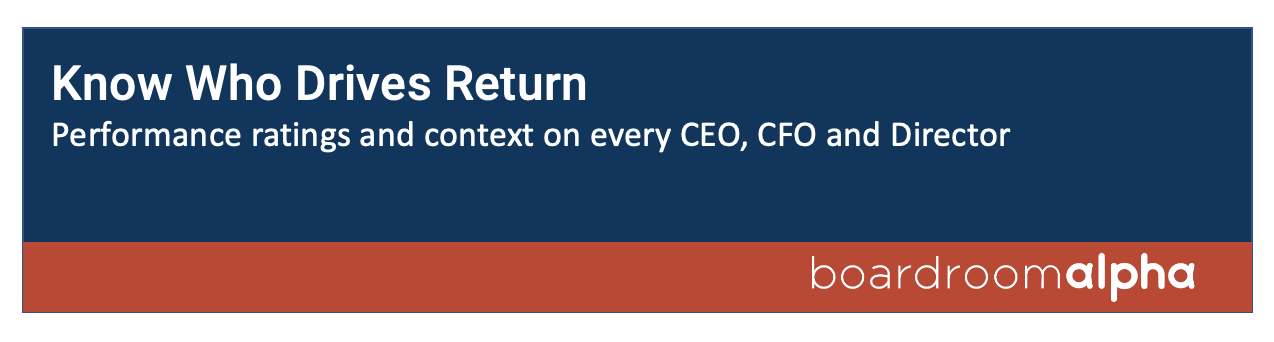 Know Who Drives Return
Performance ratings and context on every CEO, CFO and Director
boardroomalpha